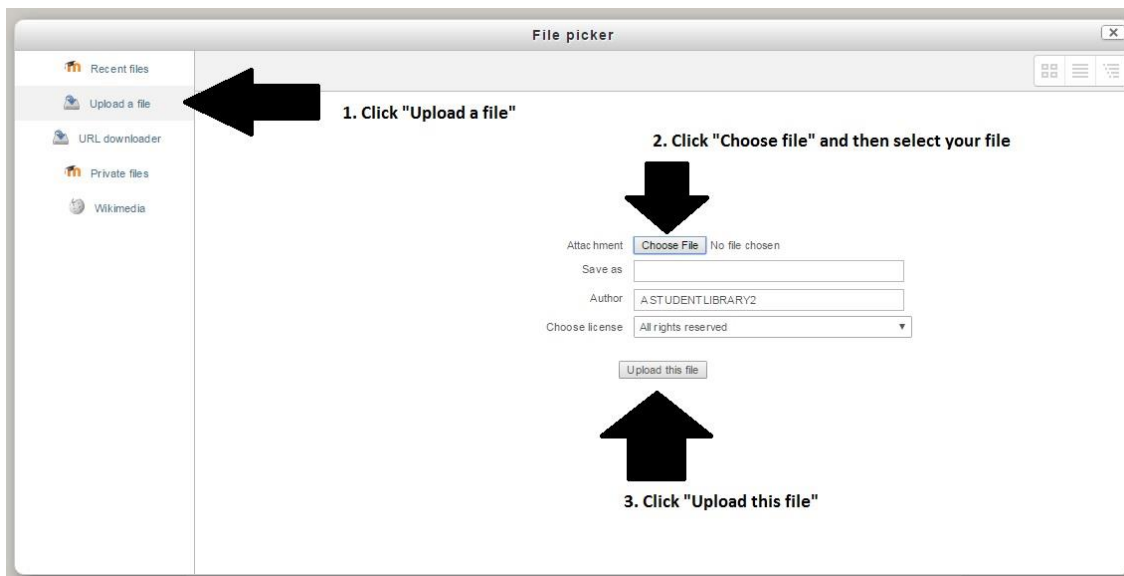 File picker
Recent files
Upload a file
URL downloader
Private files
Wikimedia
1. Click "Upload a file"
2. Click "Choose file" and then select your file
Attachment Choose File No file chosen
Save as
Author ASTUDENTLIBRARY2
Choose license All rights reserved
Upload this file
3. Click "Upload this file"